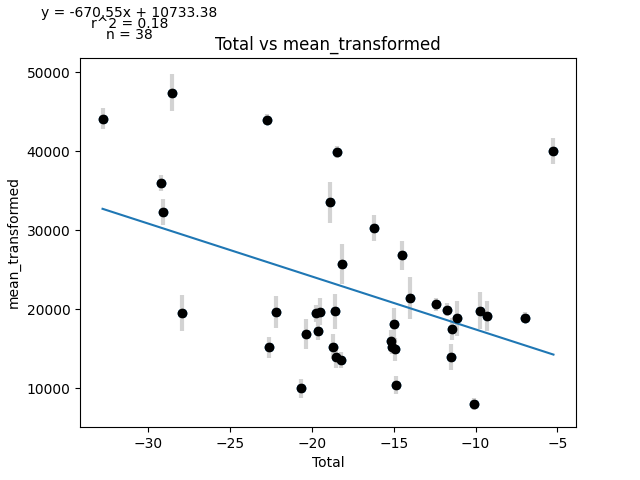 y = -670.55x + 10733.38
r^2 = 0.18
n = 38
Total vs mean_transformed
50000
40000
30000
20000
10000
mean_transformed
−30
−25
−20
−15
−10
−5
Total